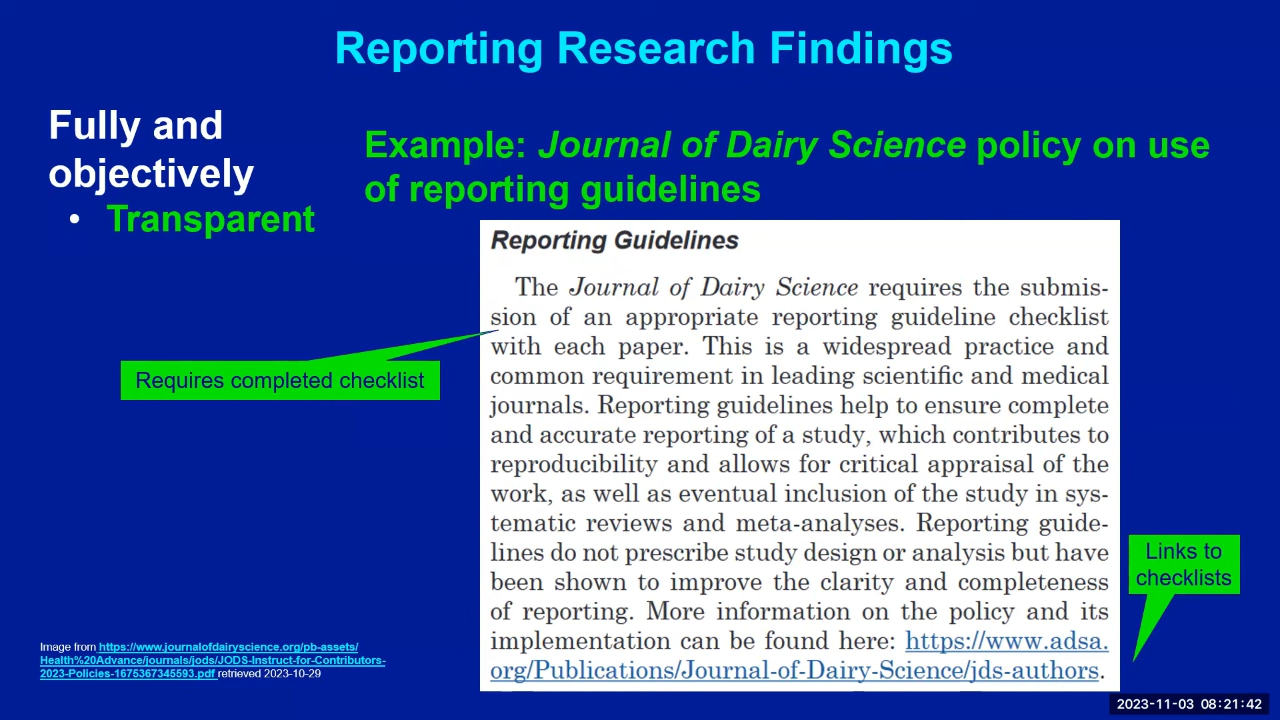 Reporting Research Findings
Fully and
objectively
• Transparent
Example: Journal of Dairy Science policy on use
of reporting guidelines
Reporting Guidelines
The Journal of Dairy Science requires the submis-
sion of an appropriate reporting guideline checklist
with each paper. This is a widespread practice and
common requirement in leading scientific and medical
journals. Reporting guidelines help to ensure complete
and accurate reporting of a study, which contributes to
reproducibility and allows for critical appraisal of the
work, as well as eventual inclusion of the study in sys-
tematic reviews and meta-analyses. Reporting guide-
lines do not prescribe study design or analysis but have
been shown to improve the clarity and completeness
of reporting. More information on the policy and its
implementation can be found here: https://www.adsa.
org/Publications/Journal-of-Dairy-Science/jds-authors.
Requires completed checklist
Links to
checklists
Image from https://www.journalofdairyscience.org/pb-assets/
Health%20Advance/journals/jods/JODS-Instruct-for-Contributors-
2023-Policies-1675367345593.pdf retrieved 2023-10-29
2023-11-03 08:21:42